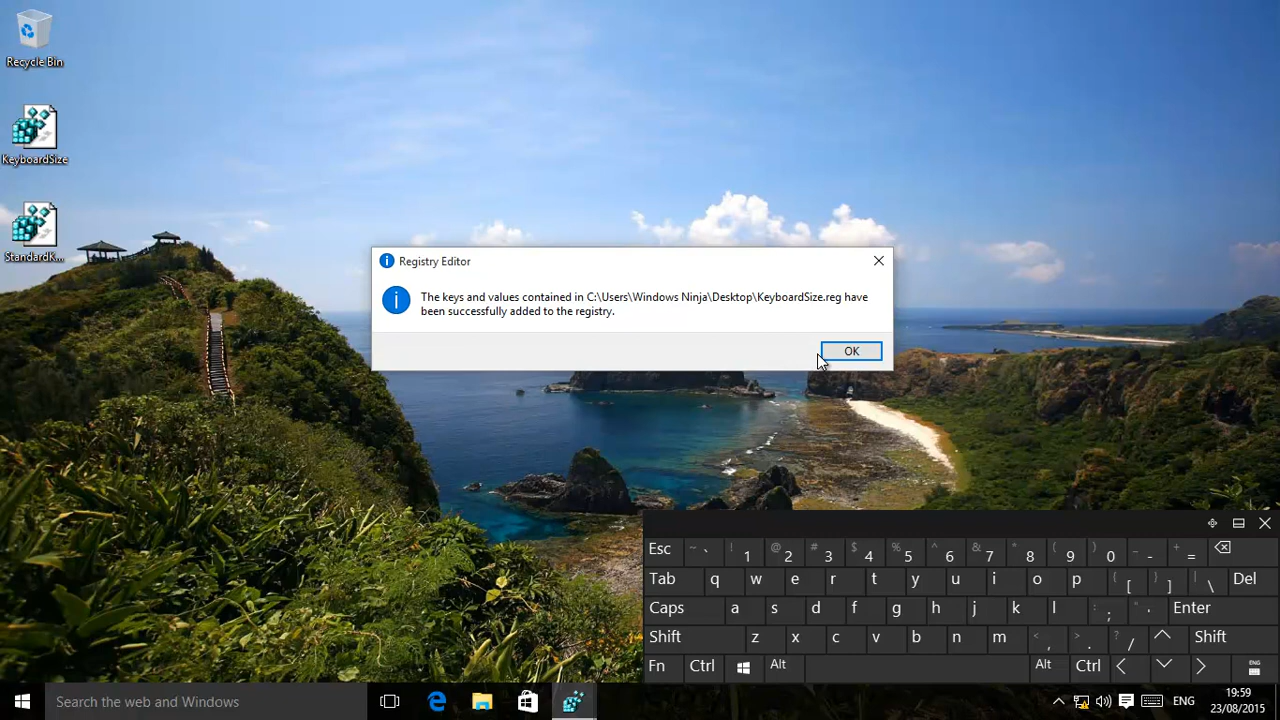 Recycle Bin
KeyboardSize
StandardK...
Registry Editor
The keys and values contained in C:\Users\Windows Ninja\Desktop\KeyboardSize.reg have
been successfully added to the registry.
OK
Esc ~ ` ! 1 @ 2 # 3 $ 4 % 5 ^ 6 & 7 * 8 ( 9 ) 0 _ - + =
Tab q w e r t y u i o p { [ } ] | \ Del
Caps a s d f g h j k l : ; " ' Enter
Shift z x c v b n m < , > . ? / Shift
Fn Ctrl Alt Alt Ctrl ENG
Search the web and Windows
ENG
19:59
23/08/2015